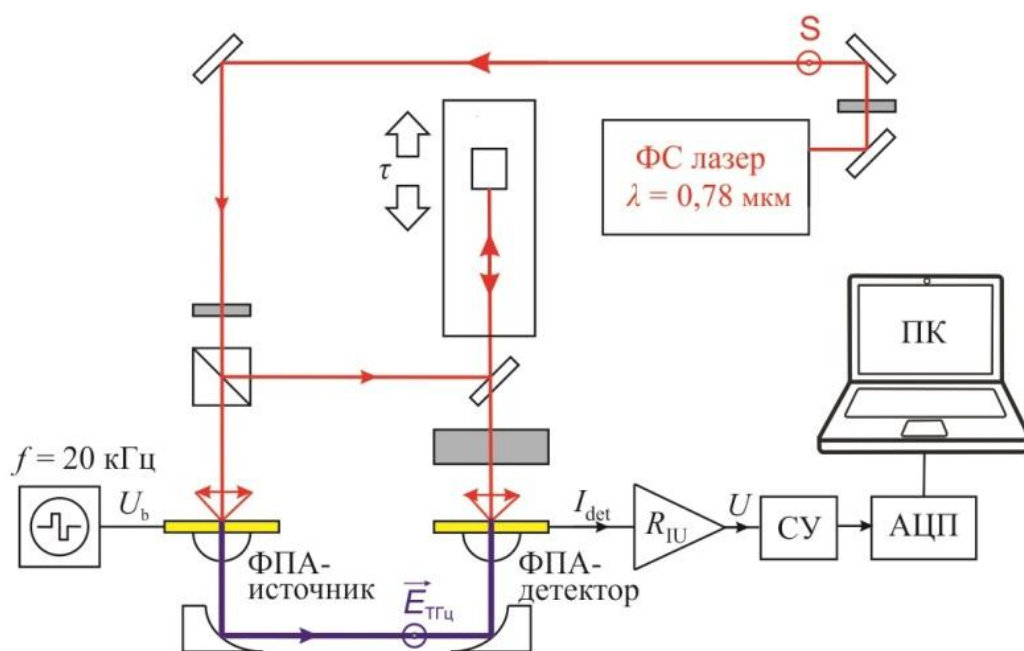 S
ФС лазер
λ = 0,78 мкм
τ
ПК
f = 20 кГц
U_b
I_det
R_IU
U
СУ
АЦП
ФПА-
источник
E_ТГц
ФПА-
детектор